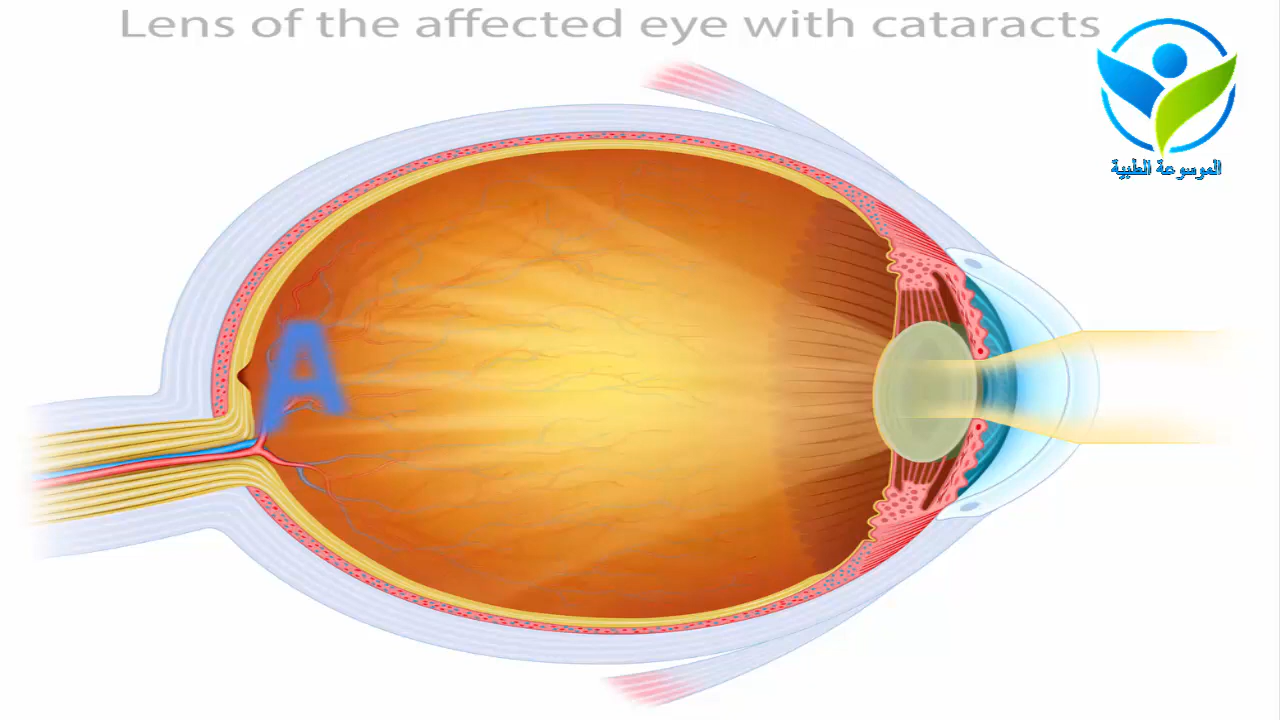 Lens of the affected eye with cataracts
الموسوعة الطبية
A